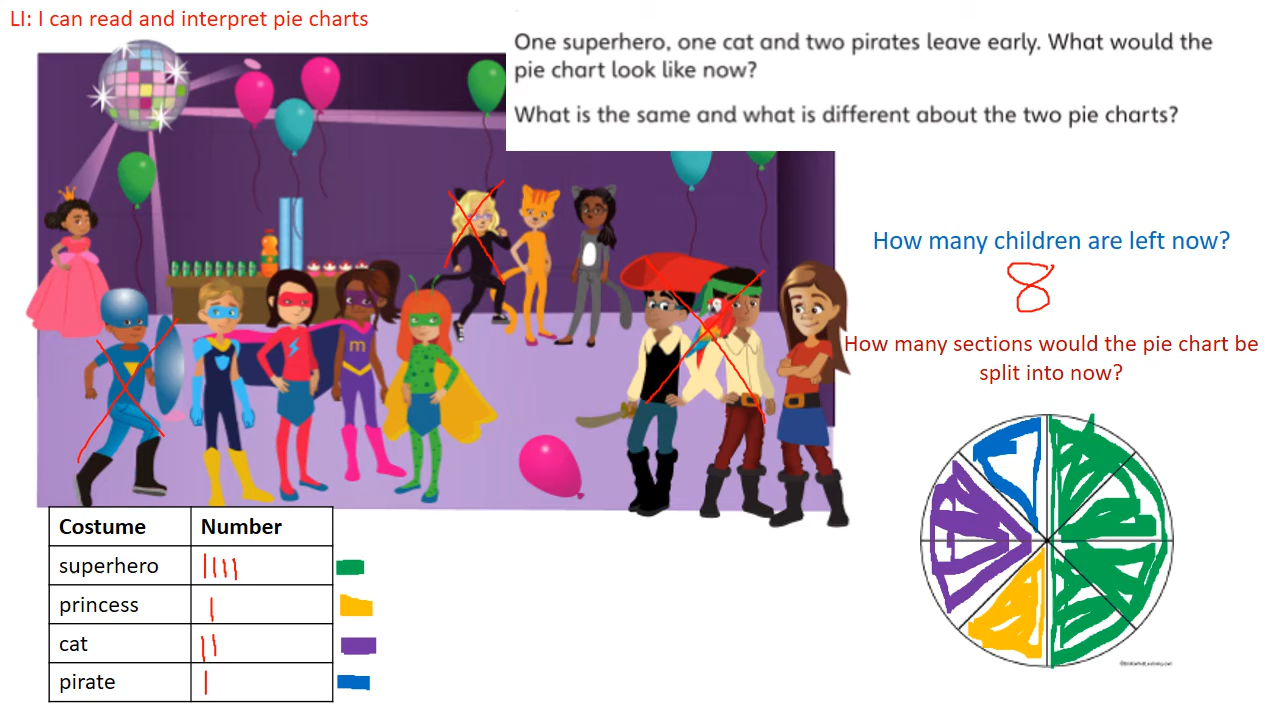 LI: I can read and interpret pie charts
One superhero, one cat and two pirates leave early. What would the
pie chart look like now?
What is the same and what is different about the two pie charts?
How many children are left now?
8
How many sections would the pie chart be
split into now?
m
Costume Number
superhero ||||
princess |
cat ||
pirate |